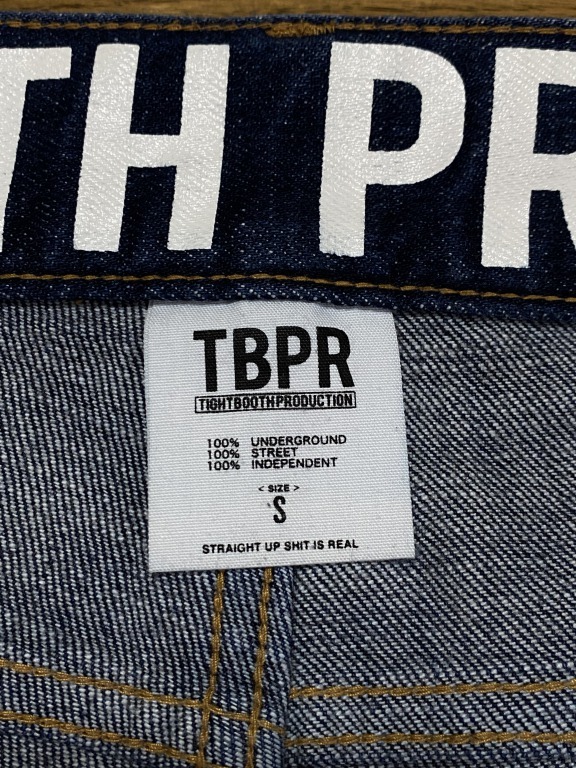 TH PR
TBPR
TIGHTBOOTHPRODUCTION
100% UNDERGROUND
100% STREET
100% INDEPENDENT
< SIZE >
S
STRAIGHT UP SHIT IS REAL